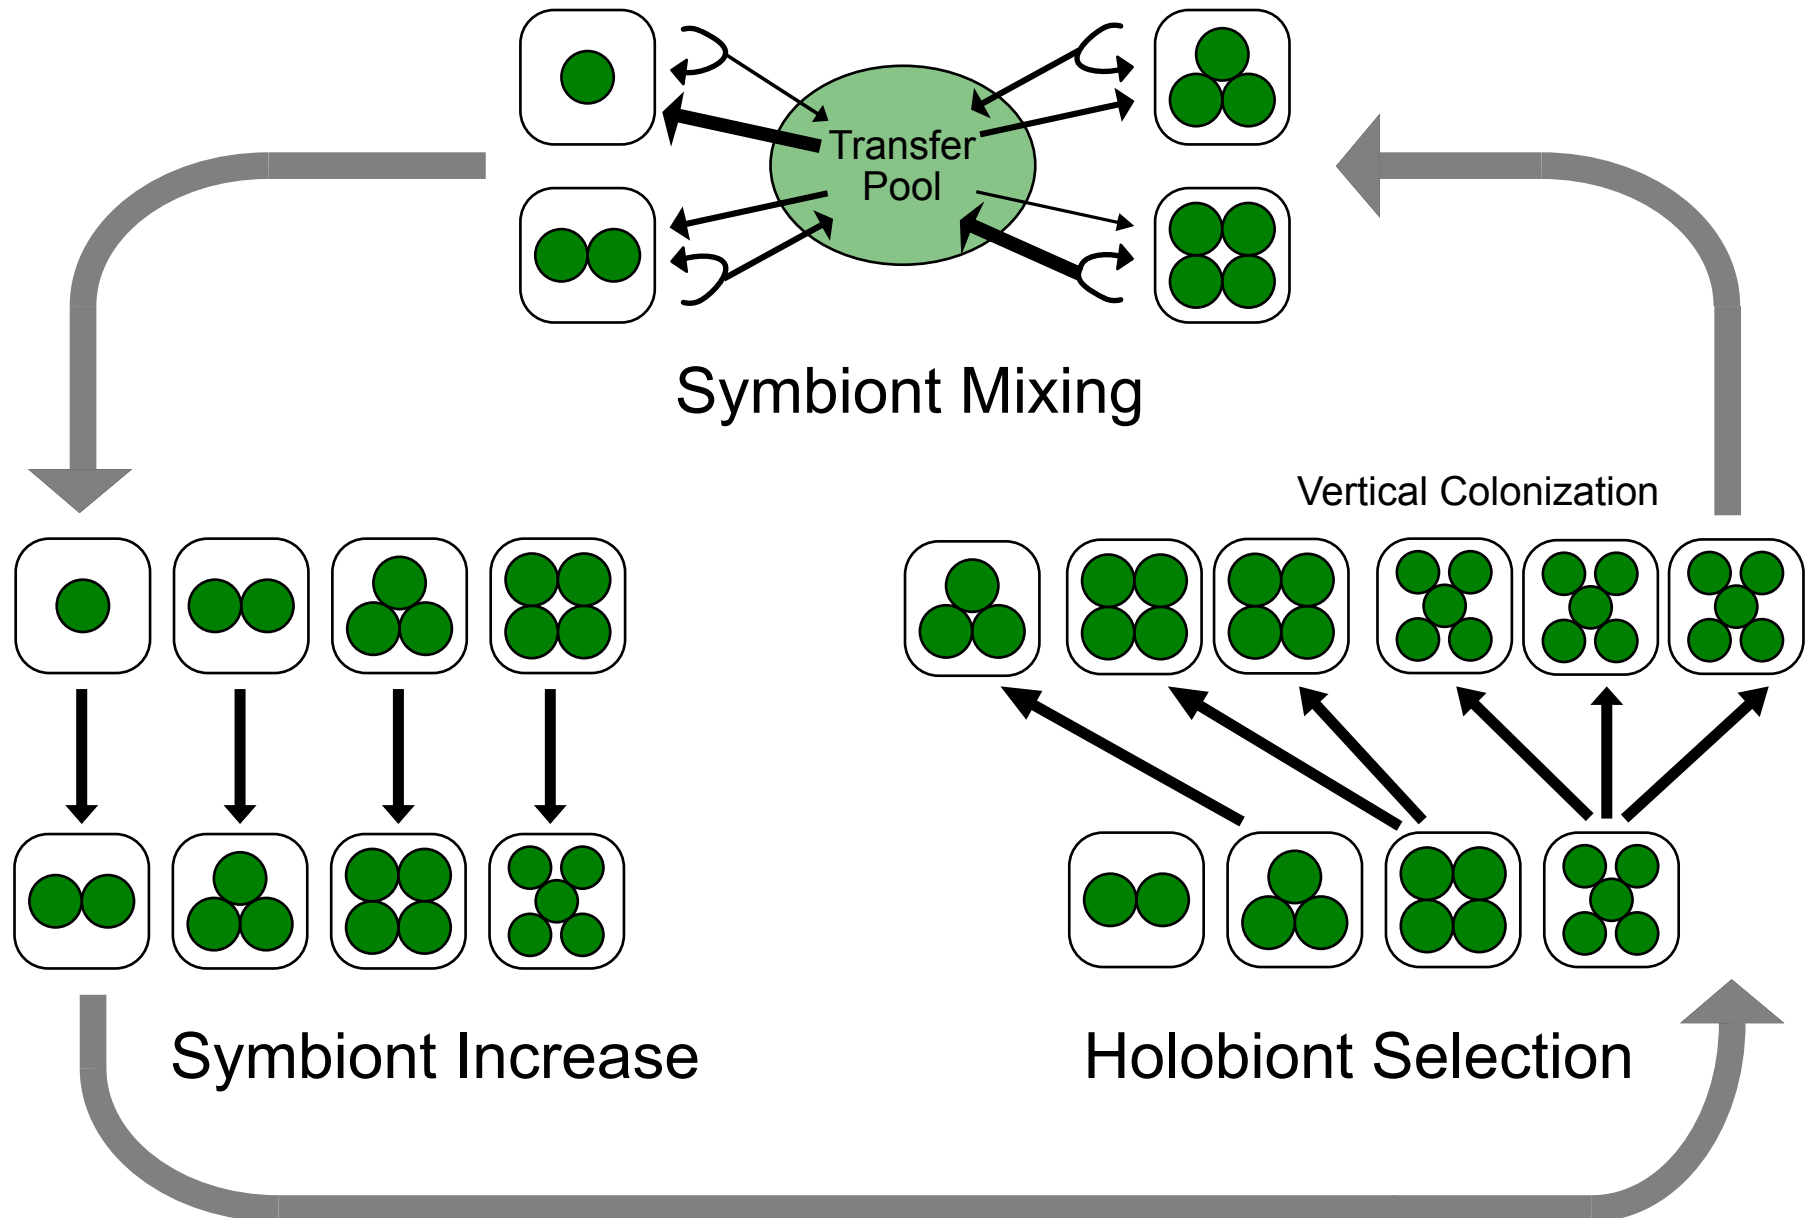 Transfer
Pool
Symbiont Mixing
Vertical Colonization
Symbiont Increase
Holobiont Selection